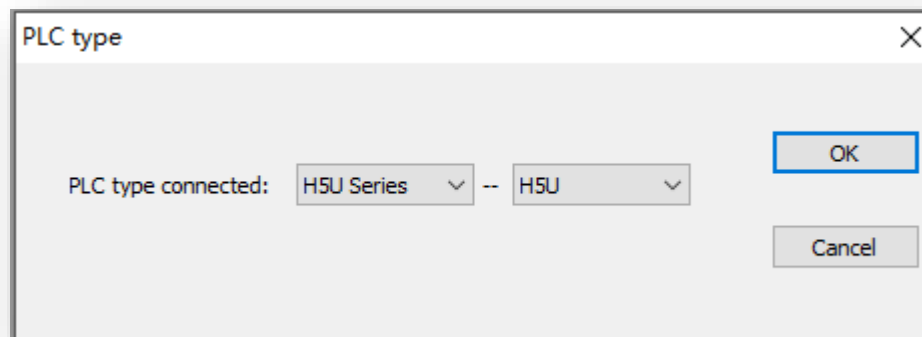 PLC type
OK
PLC type connected: H5U Series -- H5U
Cancel